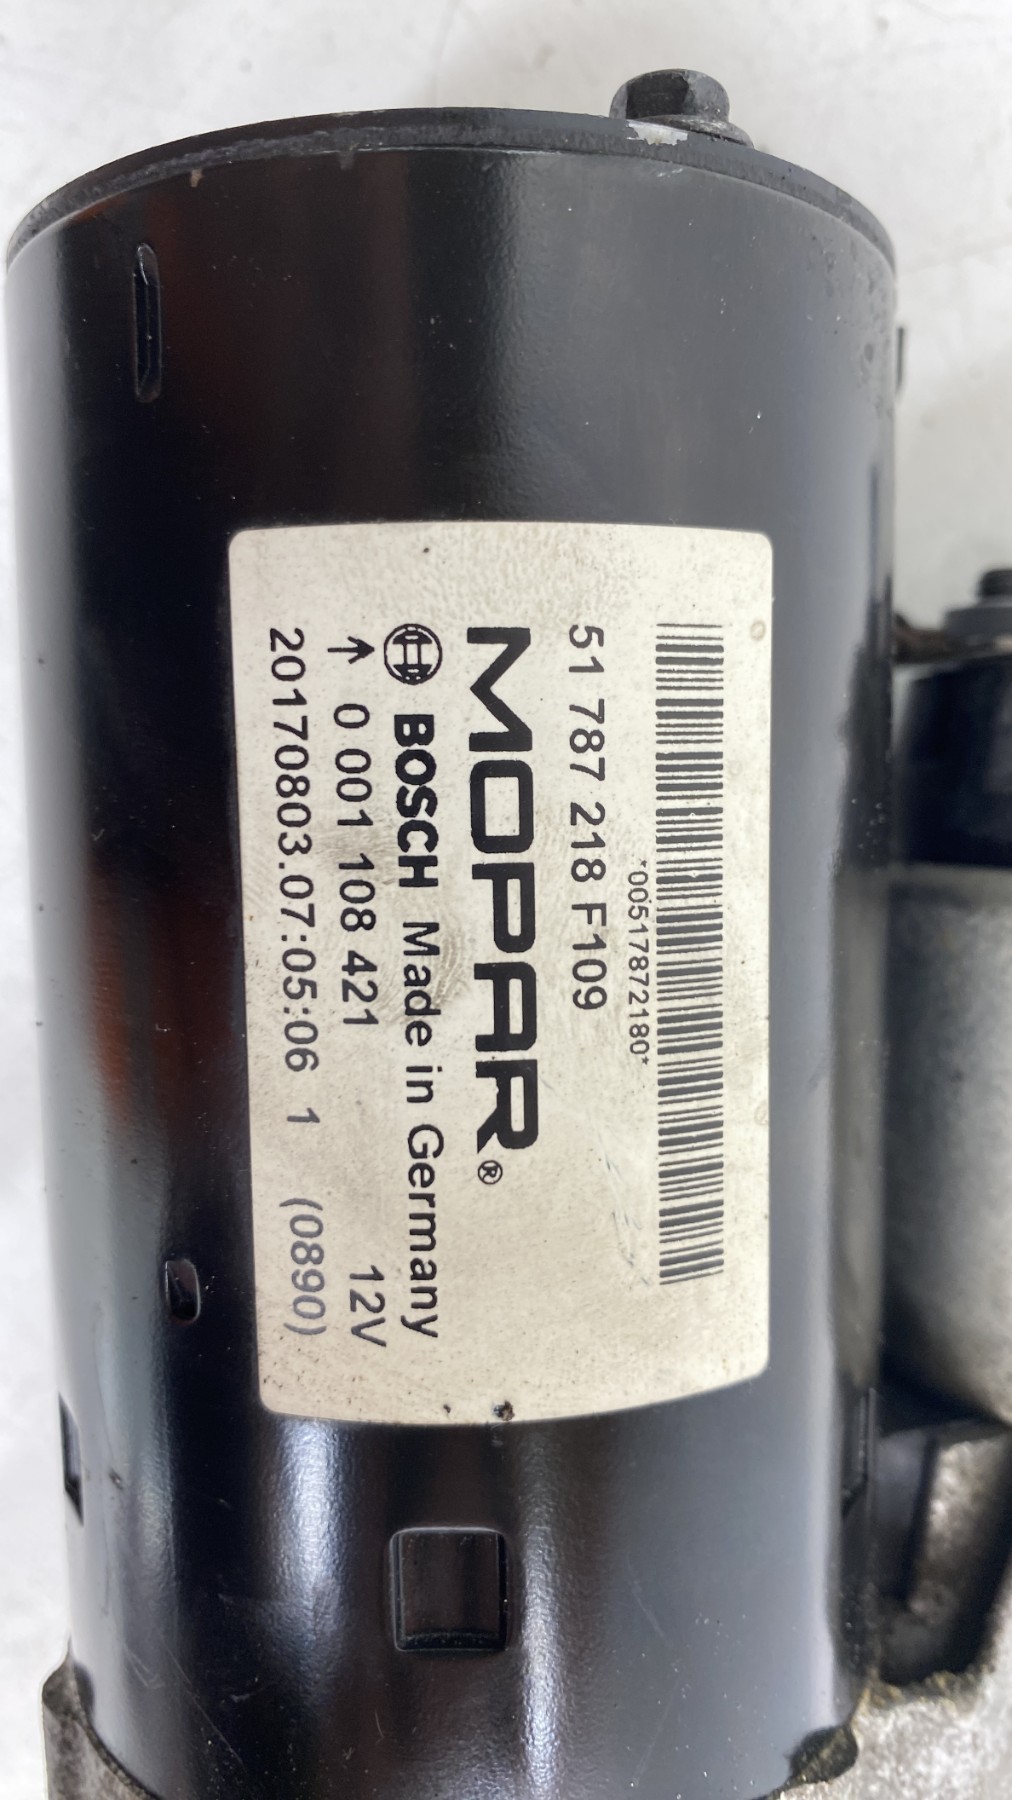 *00517872180*
51 787 218 F109
MOPAR®
BOSCH Made in Germany
↑ 0 001 108 421 12V
20170803.07:05:06 1 (0890)